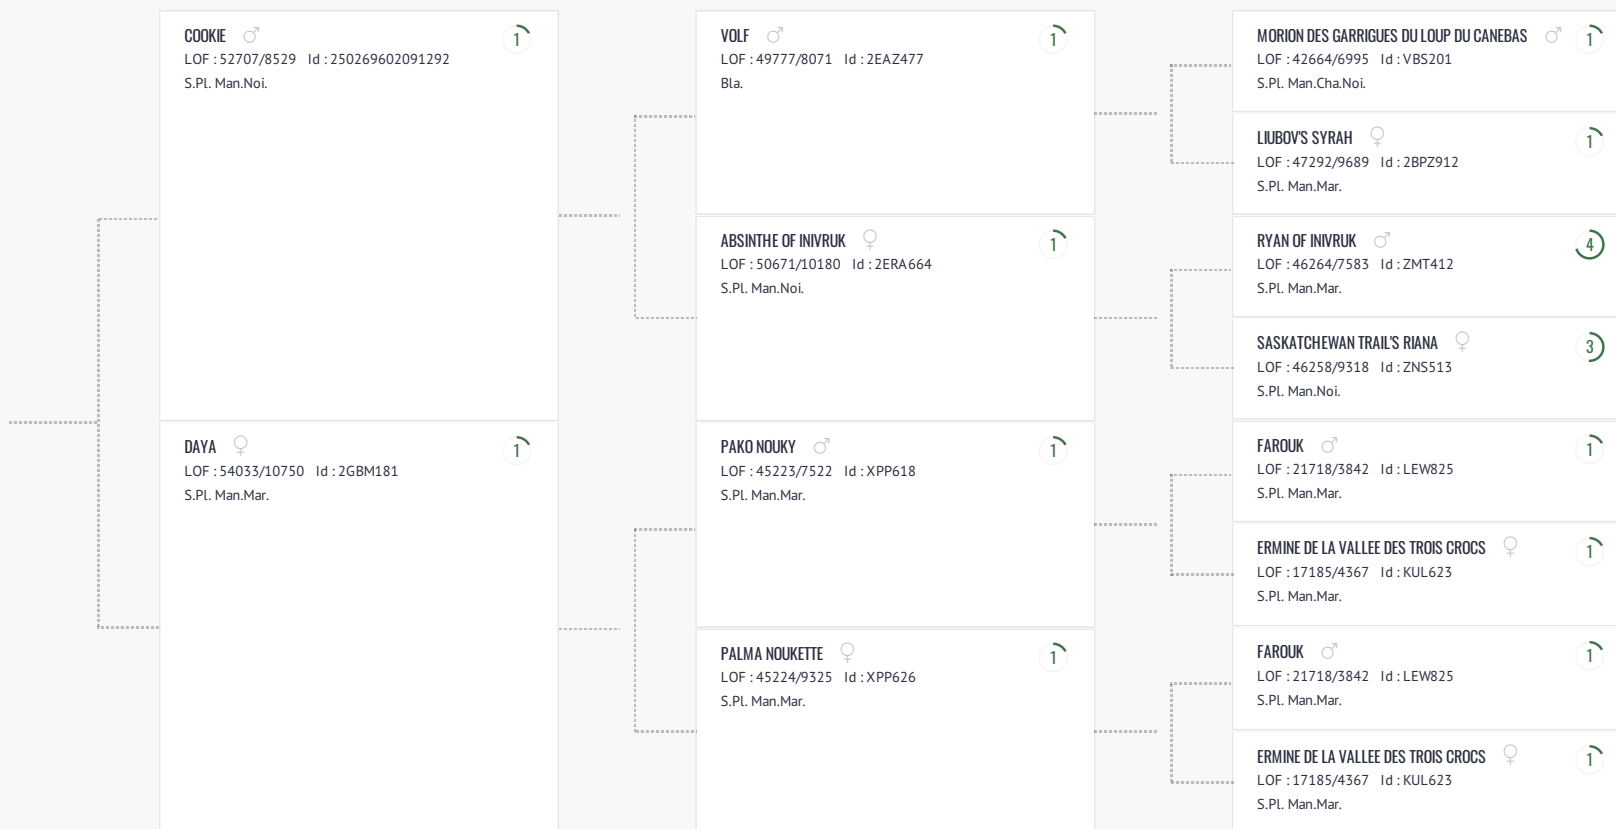 COOKIE ♂ 1
LOF : 52707/8529 Id : 250269602091292
S.Pl. Man.Noi.
DAYA ♀ 1
LOF : 54033/10750 Id : 2GBM181
S.Pl. Man.Mar.
VOLF ♂ 1
LOF : 49777/8071 Id : 2EAZ477
Bla.
ABSINTHE OF INIVRUK ♀ 1
LOF : 50671/10180 Id : 2ERA664
S.Pl. Man.Noi.
PAKO NOUKY ♂ 1
LOF : 45223/7522 Id : XPP618
S.Pl. Man.Mar.
PALMA NOUKETTE ♀ 1
LOF : 45224/9325 Id : XPP626
S.Pl. Man.Mar.
MORION DES GARRIGUES DU LOUP DU CANEBAS ♂ 1
LOF : 42664/6995 Id : VBS201
S.Pl. Man.Cha.Noi.
LIUBOV'S SYRAH ♀ 1
LOF : 47292/9689 Id : 2BPZ912
S.Pl. Man.Mar.
RYAN OF INIVRUK ♂ 4
LOF : 46264/7583 Id : ZMT412
S.Pl. Man.Mar.
SASKATCHEWAN TRAIL'S RIANA ♀ 3
LOF : 46258/9318 Id : ZNS513
S.Pl. Man.Noi.
FAROUK ♂ 1
LOF : 21718/3842 Id : LEW825
S.Pl. Man.Mar.
ERMINE DE LA VALLEE DES TROIS CROCS ♀ 1
LOF : 17185/4367 Id : KUL623
S.Pl. Man.Mar.
FAROUK ♂ 1
LOF : 21718/3842 Id : LEW825
S.Pl. Man.Mar.
ERMINE DE LA VALLEE DES TROIS CROCS ♀ 1
LOF : 17185/4367 Id : KUL623
S.Pl. Man.Mar.